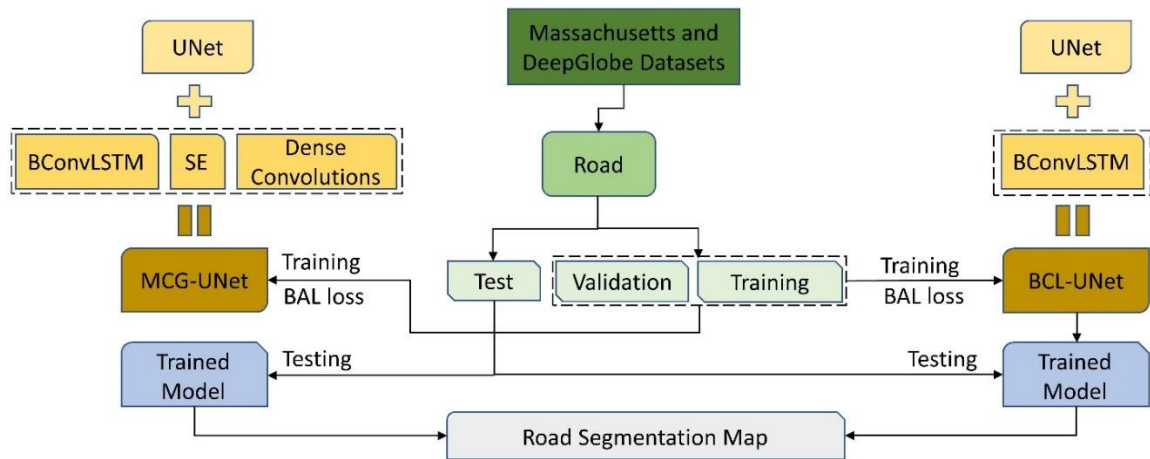 UNet
Massachusetts and
DeepGlobe Datasets
UNet
BConvLSTM
SE
Dense
Convolutions
Road
BConvLSTM
MCG-UNet
Training
BAL loss
Test
Validation
Training
Training
BAL loss
BCL-UNet
Trained
Model
Testing
Testing
Trained
Model
Road Segmentation Map